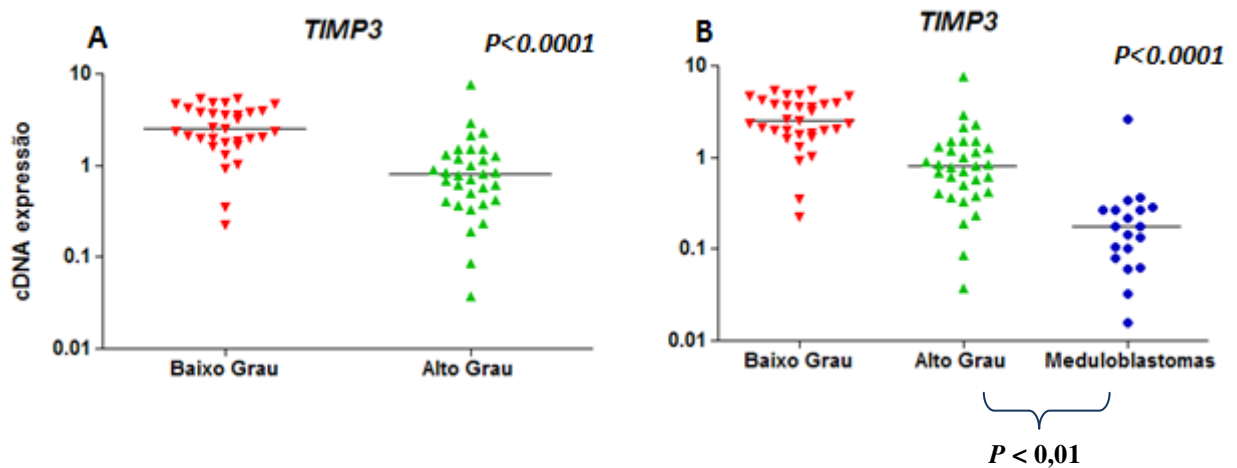 A
TIMP3
P<0.0001
cDNA expressão
10
1
0.1
0.01
Baixo Grau
Alto Grau
B
TIMP3
P<0.0001
10
1
0.1
0.01
Baixo Grau
Alto Grau
Meduloblastomas
P < 0,01